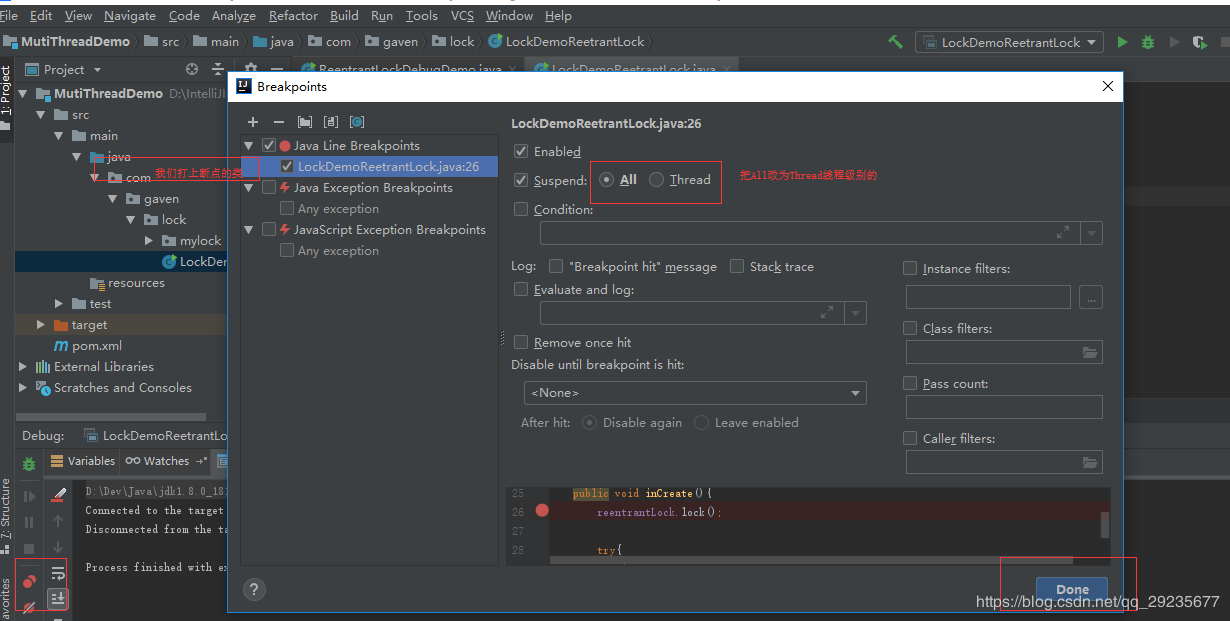 File Edit View Navigate Code Analyze Refactor Build Run Tools VCS Window Help
MutiThreadDemo src main java com gaven lock LockDemoReetrantLock LockDemoReetrantLock
1: Project
Project ReentrantLockDebugDemo.java LockDemoReetrantLock.java
MutiThreadDemo D:\IntelliJI
src
main
java
com
我们打上断点的类
gaven
lock
mylock
LockDer
resources
test
target
pom.xml
External Libraries
Scratches and Consoles
Breakpoints
Java Line Breakpoints
LockDemoReetrantLock.java:26
Java Exception Breakpoints
Any exception
JavaScript Exception Breakpoints
Any exception
LockDemoReetrantLock.java:26
Enabled
Suspend: All Thread
把All改为Thread线程级别的
Condition:
Log: "Breakpoint hit" message Stack trace
Evaluate and log:
Remove once hit
Disable until breakpoint is hit:
<None>
After hit: Disable again Leave enabled
Instance filters:
...
Class filters:
Pass count:
Caller filters:
25 public void inCreate(){
26 reentrantLock.lock();
27
28 try{
?
Done
Debug: LockDemoReetrantLo
Variables Watches
D:\Dev\Java\jdk1.8.0_181
Connected to the target
Disconnected from the ta
Process finished with ex
7: Structure
avorites
https://blog.csdn.net/qq_29235677